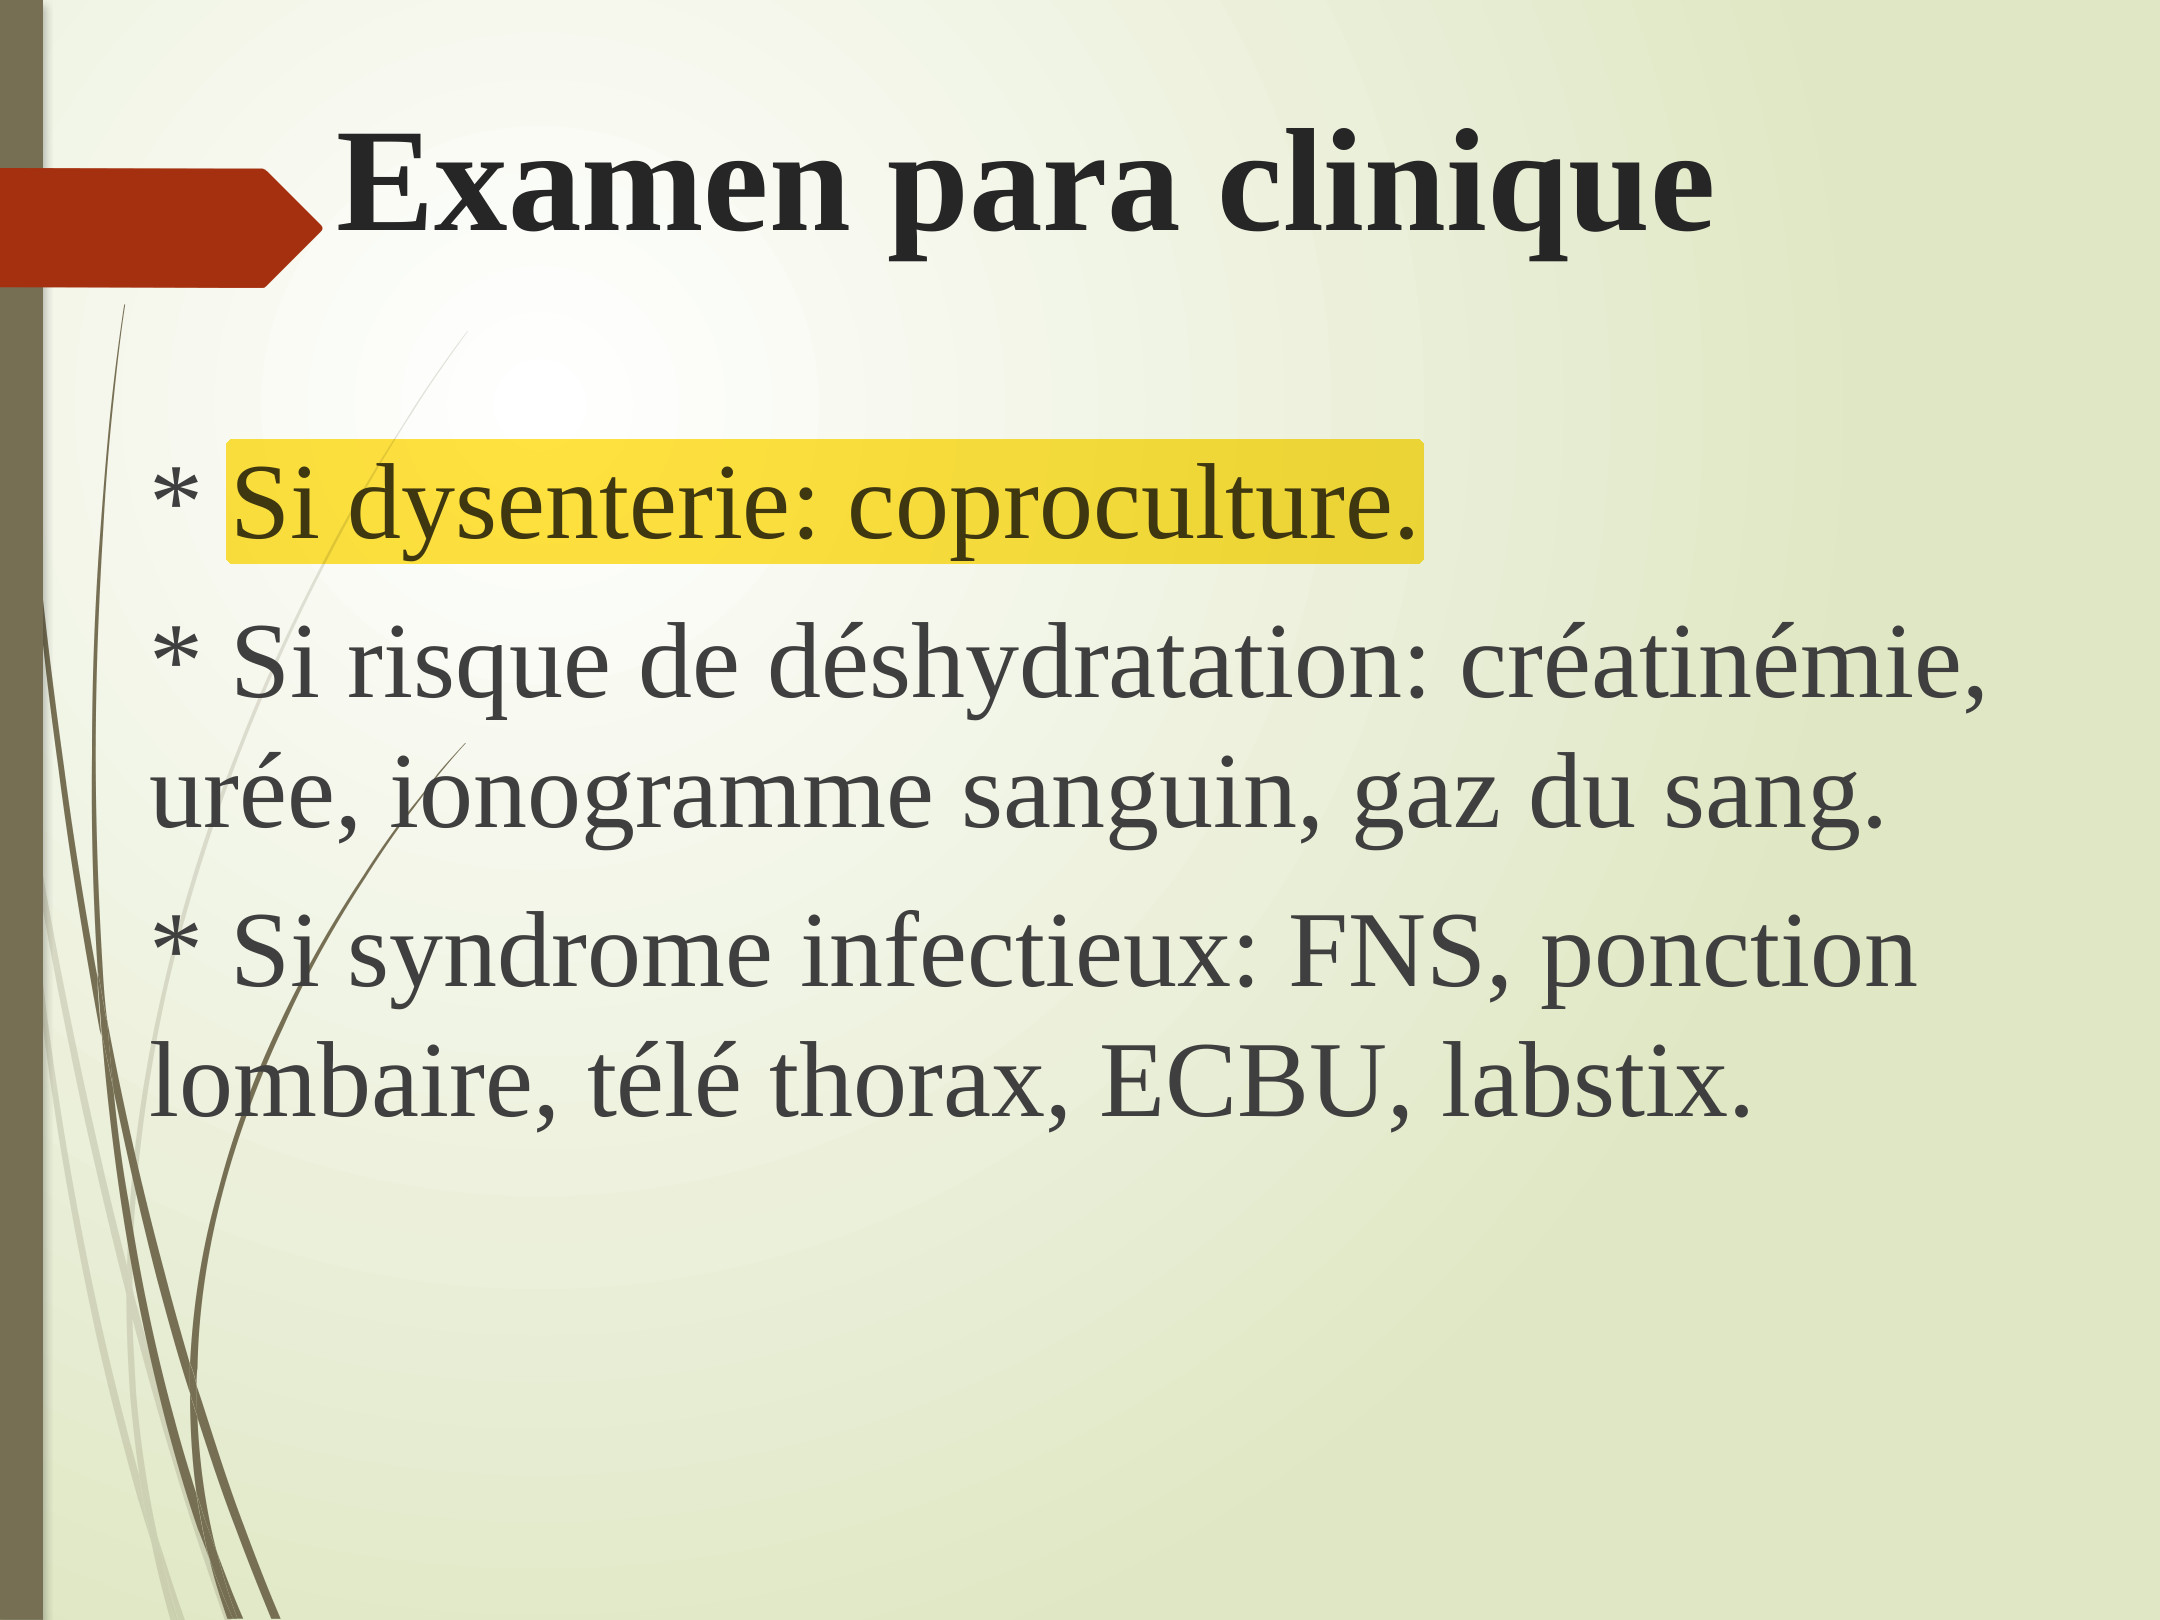 Examen para clinique
* Si dysenterie: coproculture.
* Si risque de déshydratation: créatinémie,
urée, ionogramme sanguin, gaz du sang.
* Si syndrome infectieux: FNS, ponction
lombaire, télé thorax, ECBU, labstix.